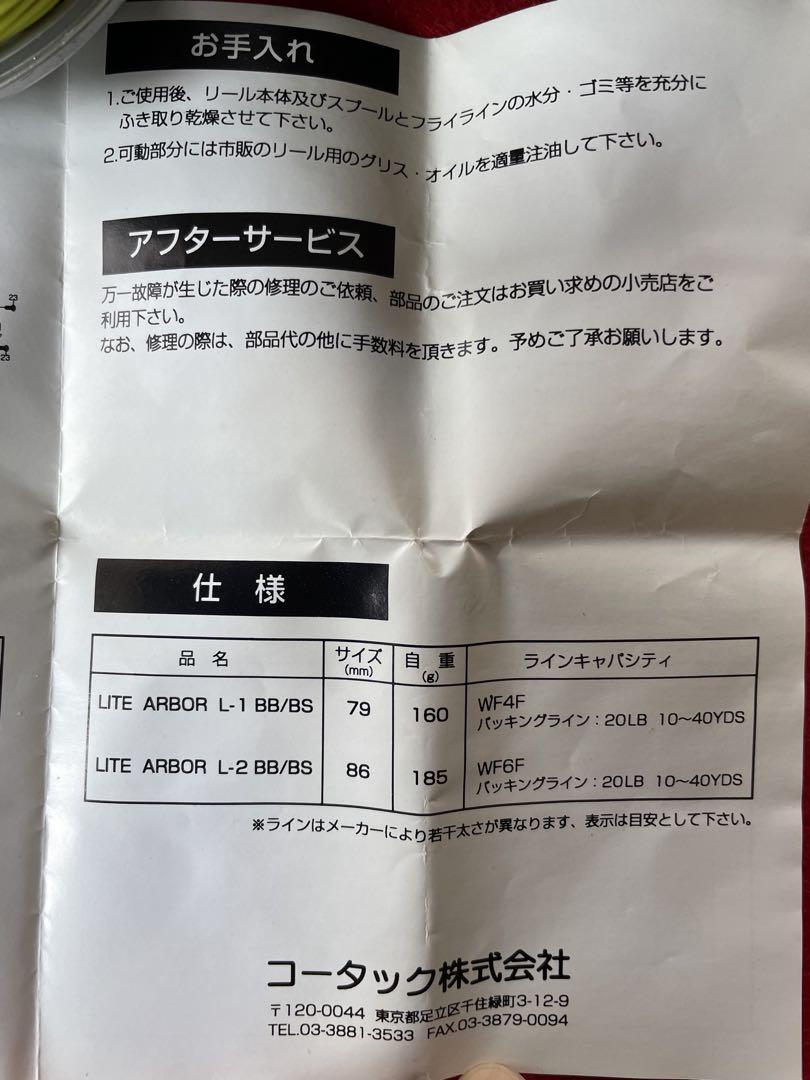 お手入れ
1.ご使用後、リール本体及びスプールとフライラインの水分・ゴミ等を充分に
ふき取り乾燥させて下さい。
2.可動部分には市販のリール用のグリス・オイルを適量注油して下さい。
アフターサービス
万一故障が生じた際の修理のご依頼、部品のご注文はお買い求めの小売店をご
利用下さい。
なお、修理の際は、部品代の他に手数料を頂きます。予めご了承お願いします。
23
23
仕 様
品 名 サイズ(mm) 自 重(g) ラインキャパシティ
LITE ARBOR L-1 BB/BS 79 160 WF4F
バッキングライン:20LB 10〜40YDS
LITE ARBOR L-2 BB/BS 86 185 WF6F
バッキングライン:20LB 10〜40YDS
※ラインはメーカーにより若干太さが異なります、表示は目安として下さい。
コータック株式会社
〒120-0044 東京都足立区千住緑町3-12-9
TEL.03-3881-3533 FAX.03-3879-0094